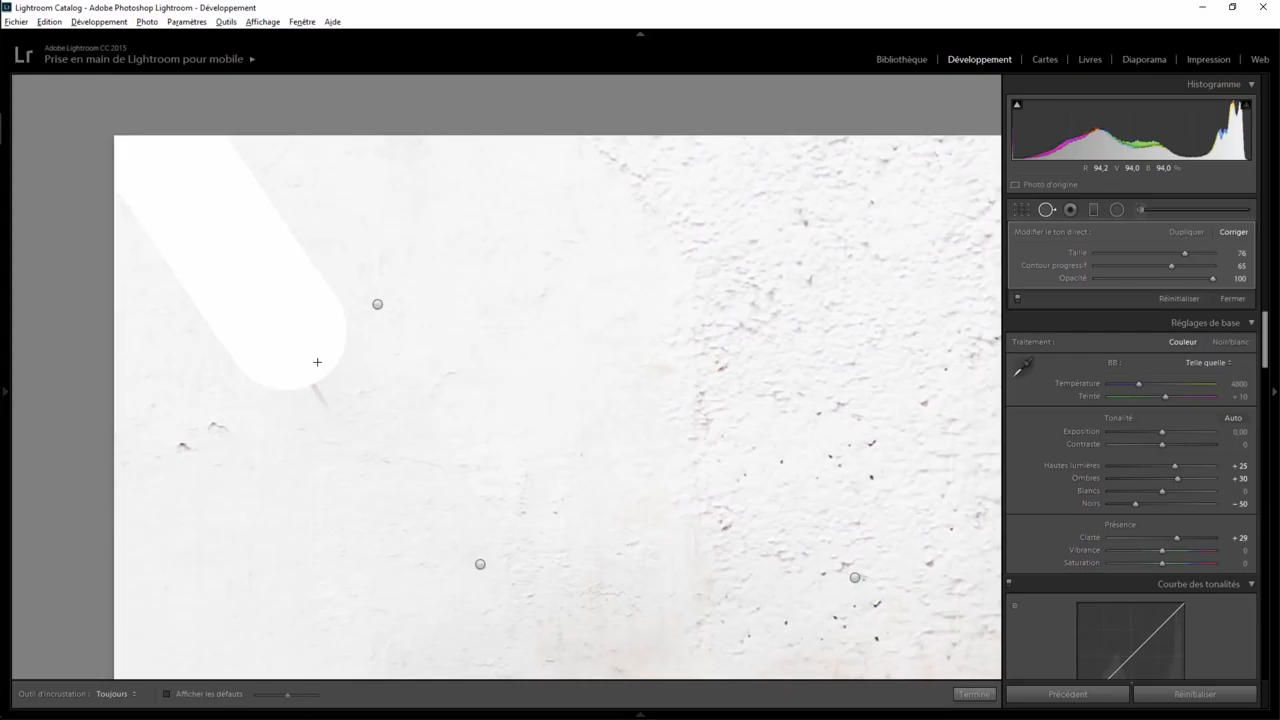 Lightroom Catalog - Adobe Photoshop Lightroom - Développement
Fichier Edition Développement Photo Paramètres Outils Affichage Fenêtre Aide
Lr
Adobe Lightroom CC 2015
Prise en main de Lightroom pour mobile
Bibliothèque | Développement | Cartes | Livres | Diaporama | Impression | Web
Histogramme
R 94,2 V 94,0 B 94,0 %
Photo d'origine
Modifier le ton direct : Dupliquer Corriger
Taille 76
Contour progressif 65
Opacité 100
Réinitialiser Fermer
Réglages de base
Traitement : Couleur Noir/blanc
BB : Telle quelle
Température 4800
Teinte + 10
Tonalité Auto
Exposition 0,00
Contraste 0
Hautes lumières + 25
Ombres + 30
Blancs 0
Noirs − 50
Présence
Clarté + 29
Vibrance 0
Saturation 0
Courbe des tonalités
Outil d'incrustation : Toujours Afficher les défauts Terminé
Précédent Réinitialiser